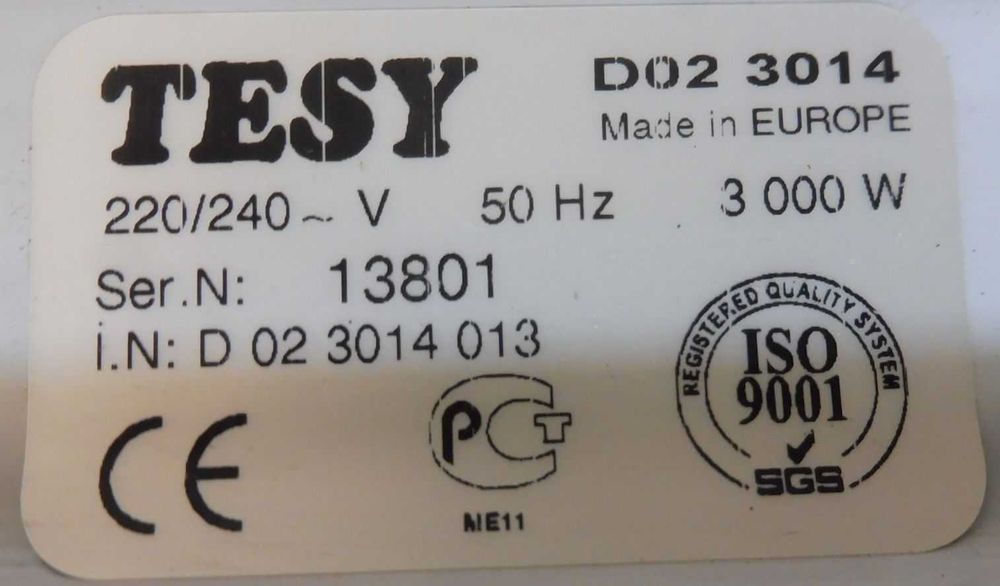 TESY
D02 3014
Made in EUROPE
220/240 ~ V 50 Hz 3 000 W
Ser.N: 13801
I.N: D 02 3014 013
CE
PCT
ME11
REGISTERED QUALITY SYSTEM
ISO
9001
SGS